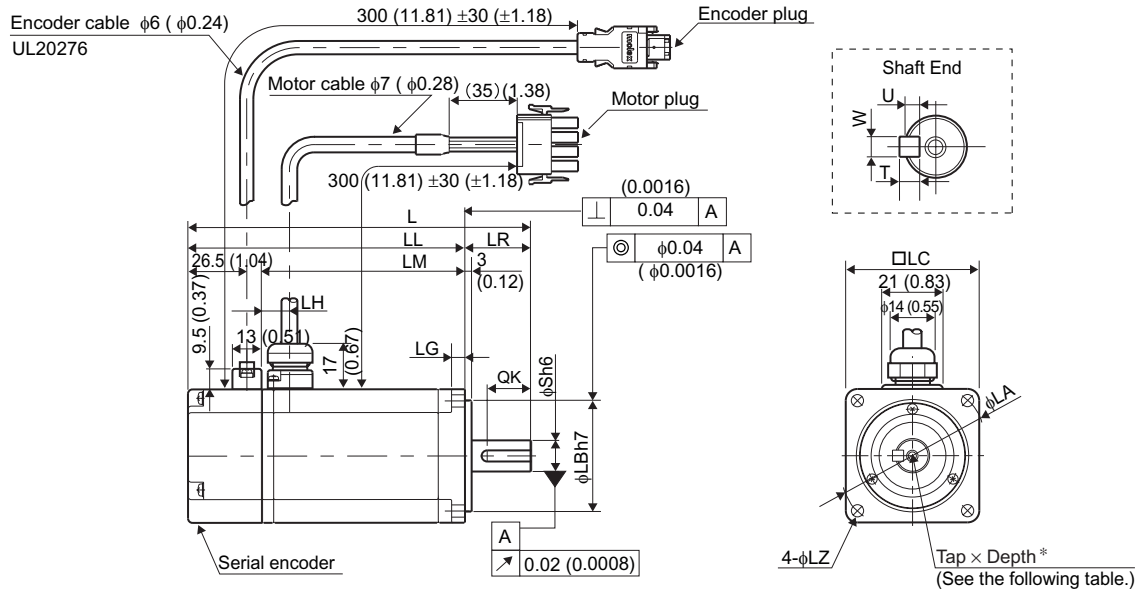 300 (11.81) ±30 (±1.18)
Encoder plug
Encoder cable ϕ6 ( ϕ0.24)
UL20276
molex
Shaft End
Motor cable ϕ7 ( ϕ0.28)
(35)(1.38)
Motor plug
U
W
T
300 (11.81) ±30 (±1.18)
(0.0016)
⊥ 0.04 A
L
LL
LR
◎ ϕ0.04 A
( ϕ0.0016)
26.5 (1.04)
LM
3
(0.12)
□LC
21 (0.83)
ϕ14 (0.55)
9.5 (0.37)
LH
13 (0.51)
17
(0.67)
LG
QK
ϕSh6
ϕLA
ϕLBh7
A
↗ 0.02 (0.0008)
Serial encoder
4-ϕLZ
Tap × Depth *
(See the following table.)